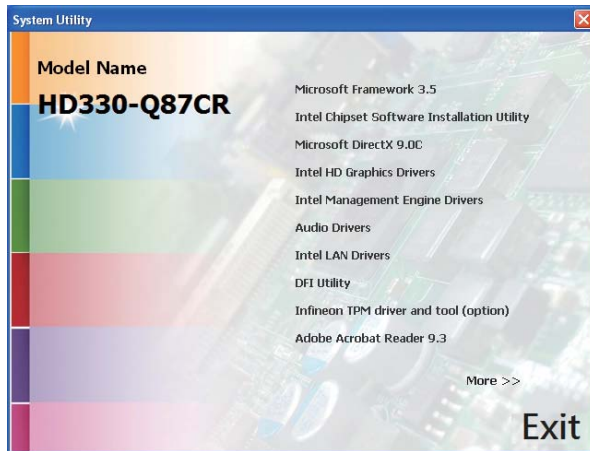 System Utility
Model Name
HD330-Q87CR
Microsoft Framework 3.5
Intel Chipset Software Installation Utility
Microsoft DirectX 9.0C
Intel HD Graphics Drivers
Intel Management Engine Drivers
Audio Drivers
Intel LAN Drivers
DFI Utility
Infineon TPM driver and tool (option)
Adobe Acrobat Reader 9.3
More >>
Exit